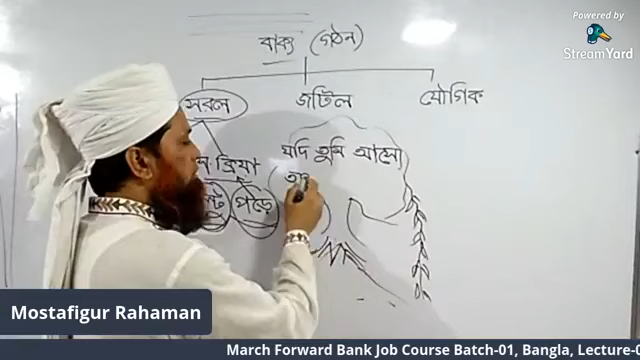 Powered by
StreamYard
বাক্য (গঠন)
সরল জটিল যৌগিক
ক্রিয়া যদি তুমি আসো
পড়ে
Mostafigur Rahaman
March Forward Bank Job Course Batch-01, Bangla, Lecture-0